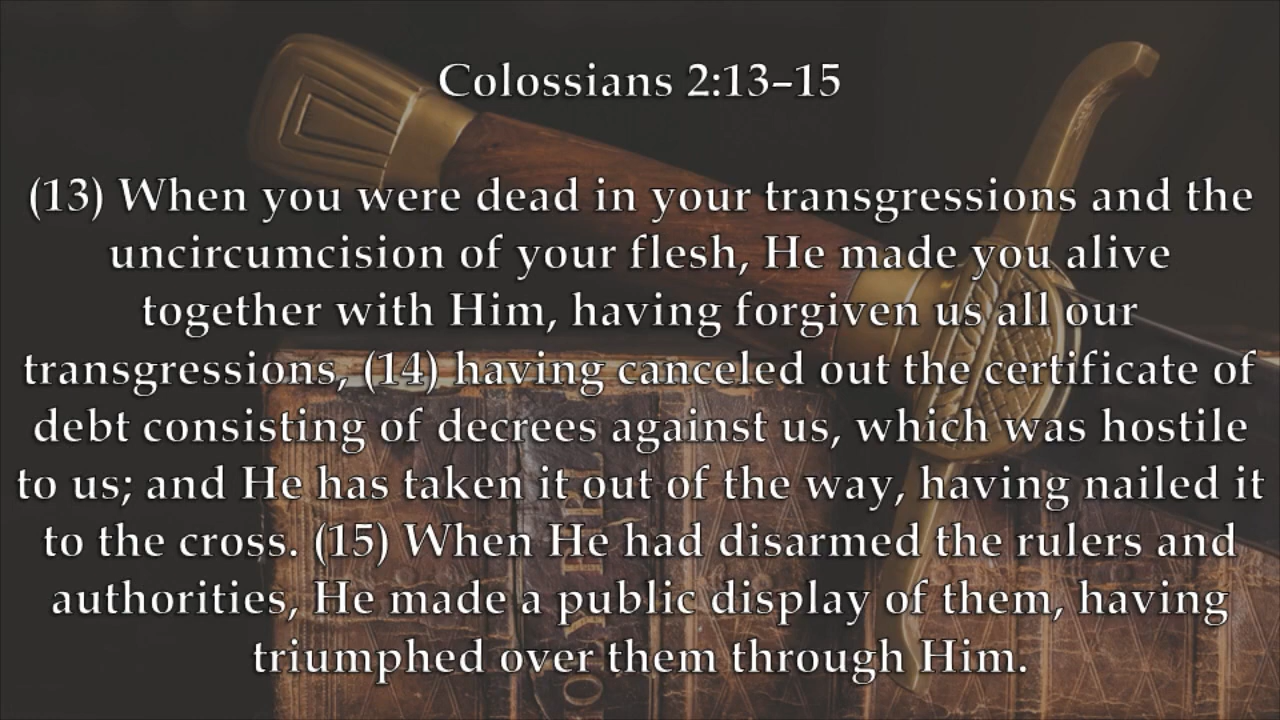 Colossians 2:13–15
(13) When you were dead in your transgressions and the
uncircumcision of your flesh, He made you alive
together with Him, having forgiven us all our
transgressions, (14) having canceled out the certificate of
debt consisting of decrees against us, which was hostile
to us; and He has taken it out of the way, having nailed it
to the cross. (15) When He had disarmed the rulers and
authorities, He made a public display of them, having
triumphed over them through Him.